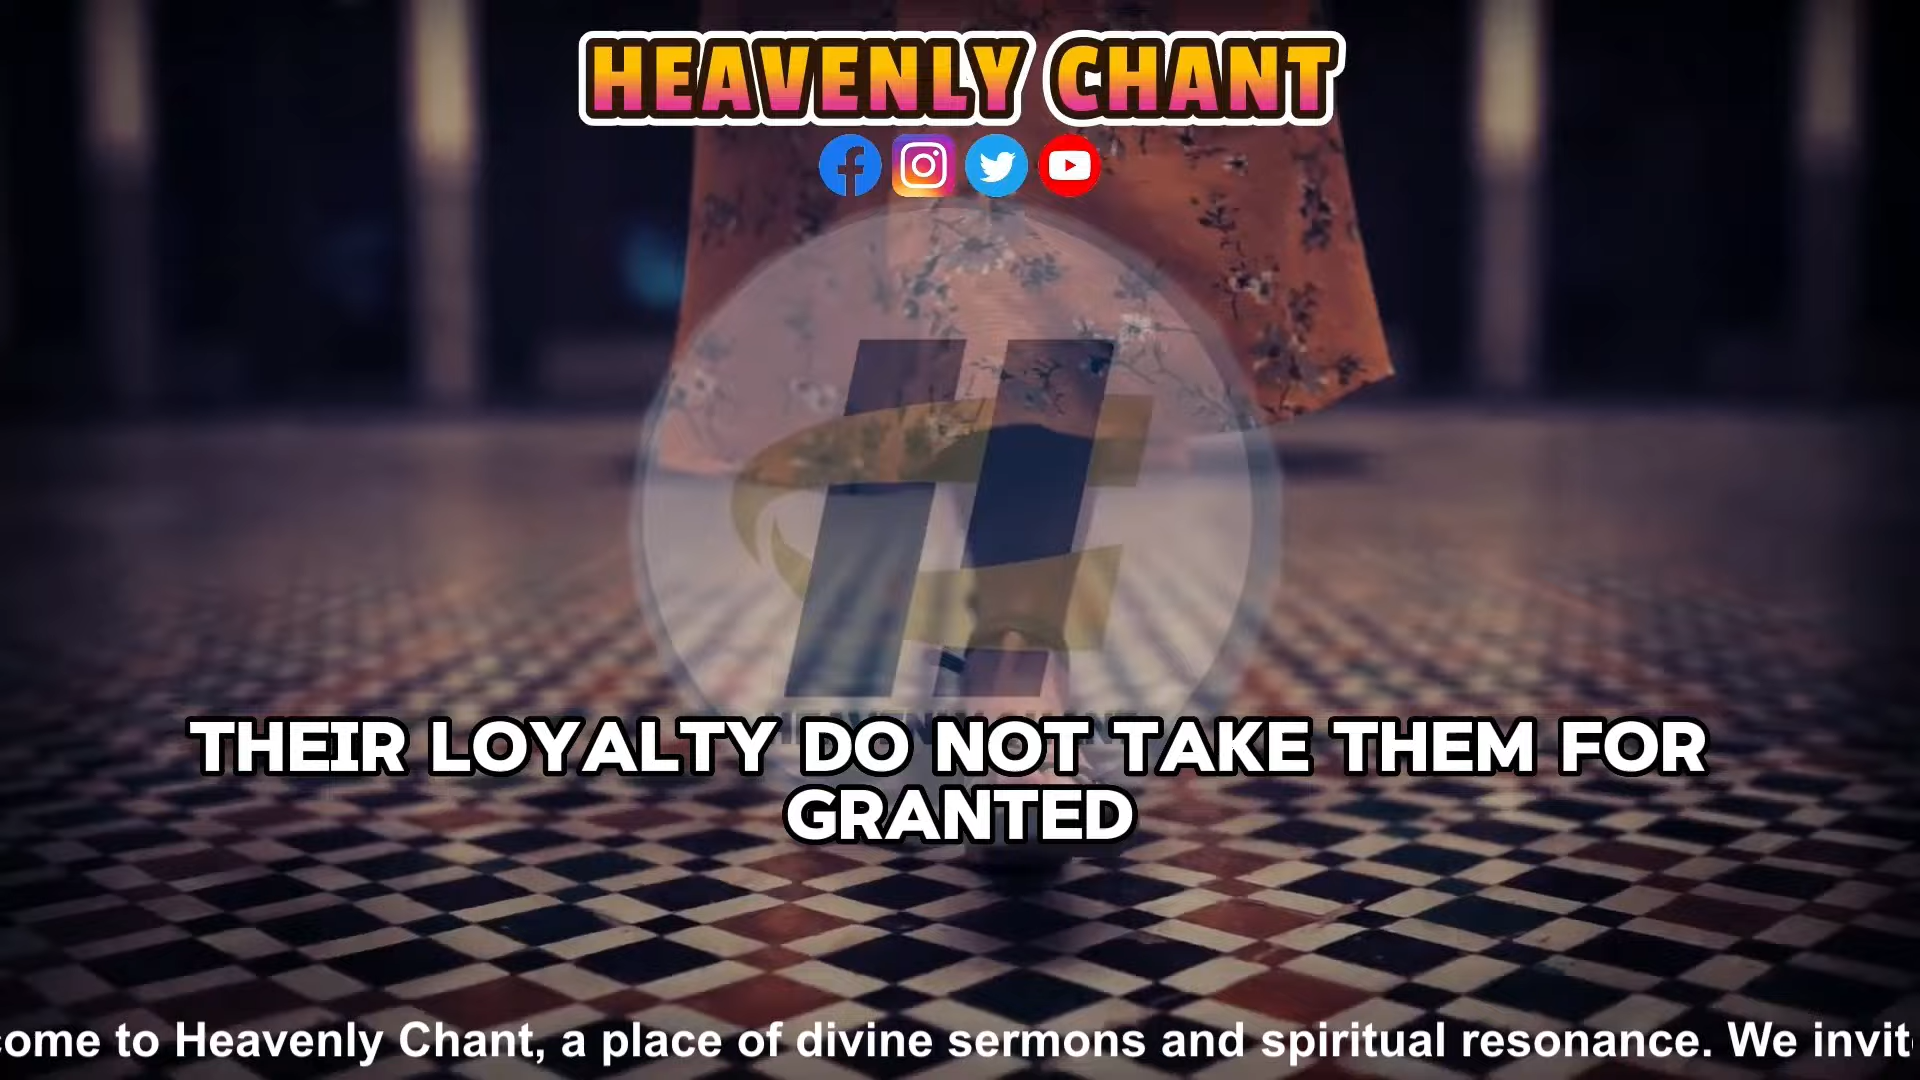 HEAVENLY CHANT
THEIR LOYALTY DO NOT TAKE THEM FOR
GRANTED
come to Heavenly Chant, a place of divine sermons and spiritual resonance. We invit